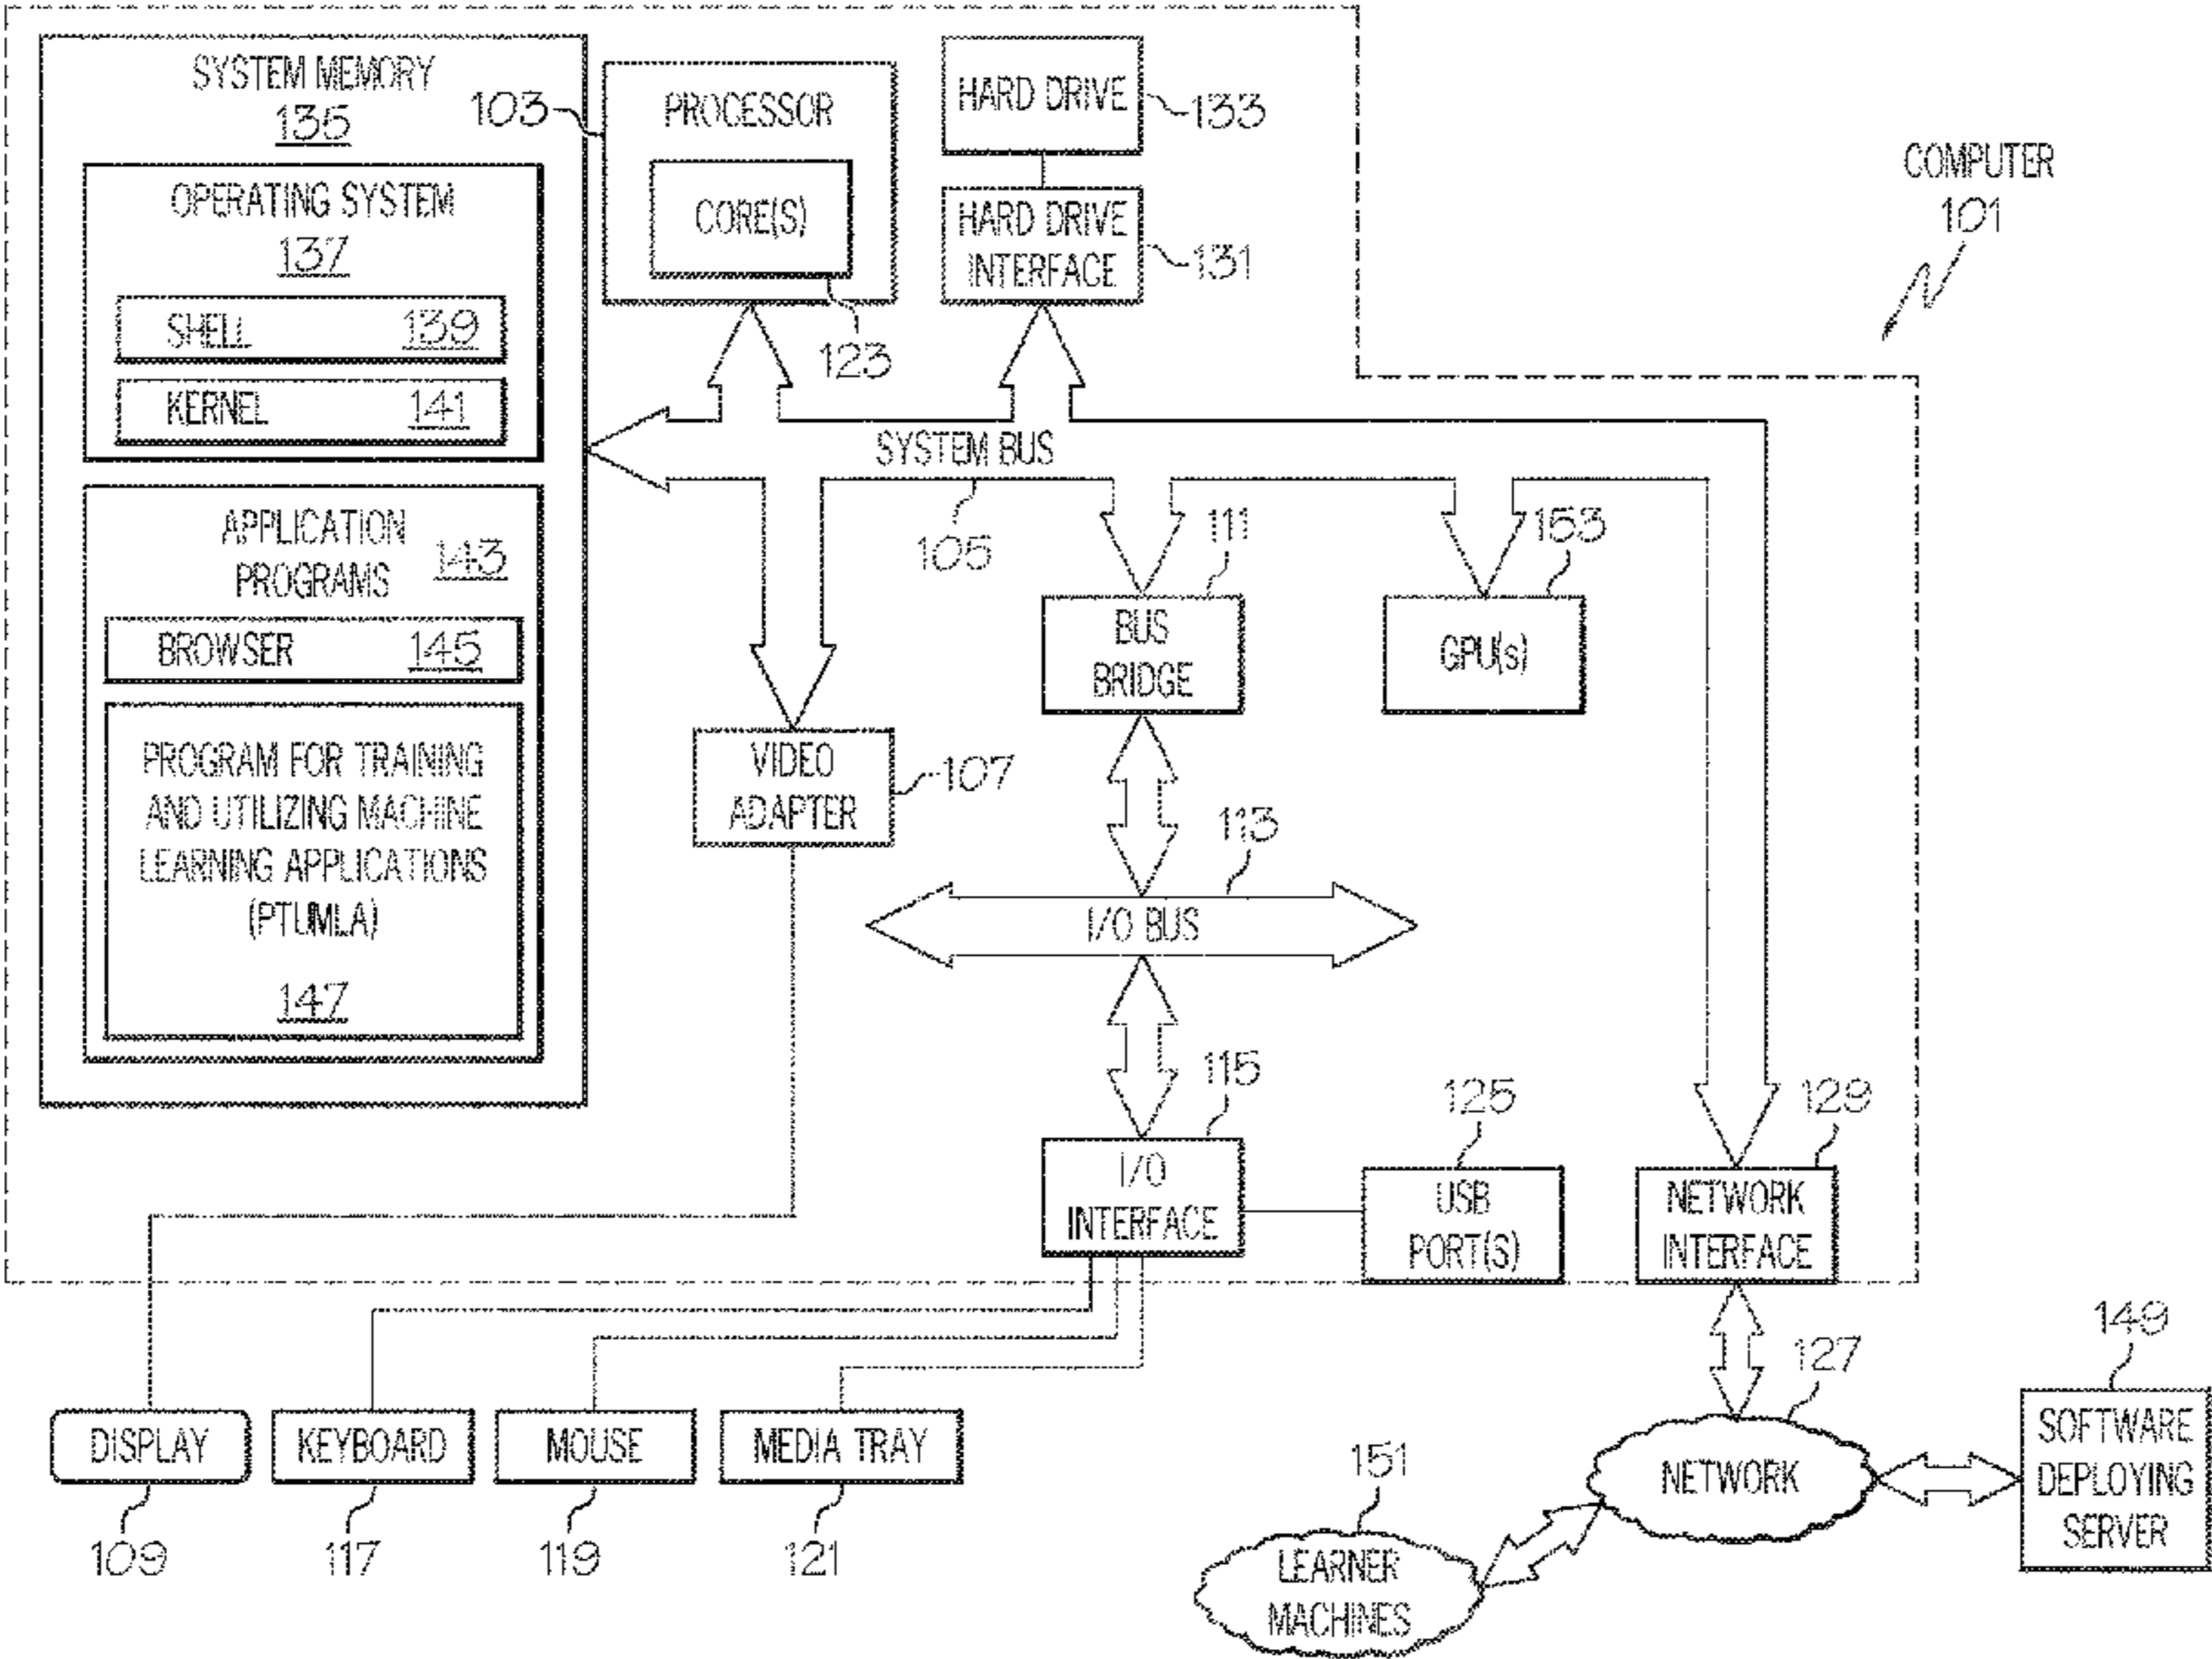 SYSTEM MEMORY
135
OPERATING SYSTEM
137
SHELL 139
KERNEL 141
APPLICATION
PROGRAMS
143
BROWSER 145
PROGRAM FOR TRAINING
AND UTILIZING MACHINE
LEARNING APPLICATIONS
(PTUMLA)
147
103
PROCESSOR
CORE(S)
123
HARD DRIVE
133
HARD DRIVE
INTERFACE
131
COMPUTER
101
SYSTEM BUS
105
111
BUS
BRIDGE
153
GPU(s)
VIDEO
ADAPTER
107
113
I/O BUS
115
I/O
INTERFACE
125
USB
PORT(S)
129
NETWORK
INTERFACE
DISPLAY
109
KEYBOARD
117
MOUSE
119
MEDIA TRAY
121
127
NETWORK
149
SOFTWARE
DEPLOYING
SERVER
151
LEARNER
MACHINES